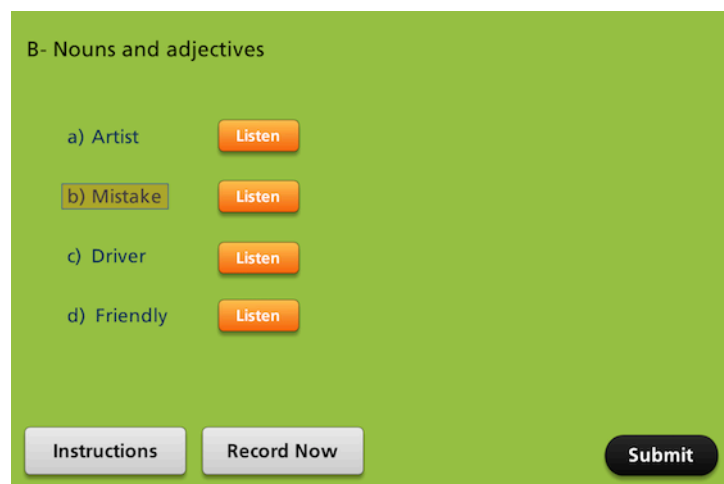 B- Nouns and adjectives
a) Artist Listen
b) Mistake Listen
c) Driver Listen
d) Friendly Listen
Instructions Record Now Submit